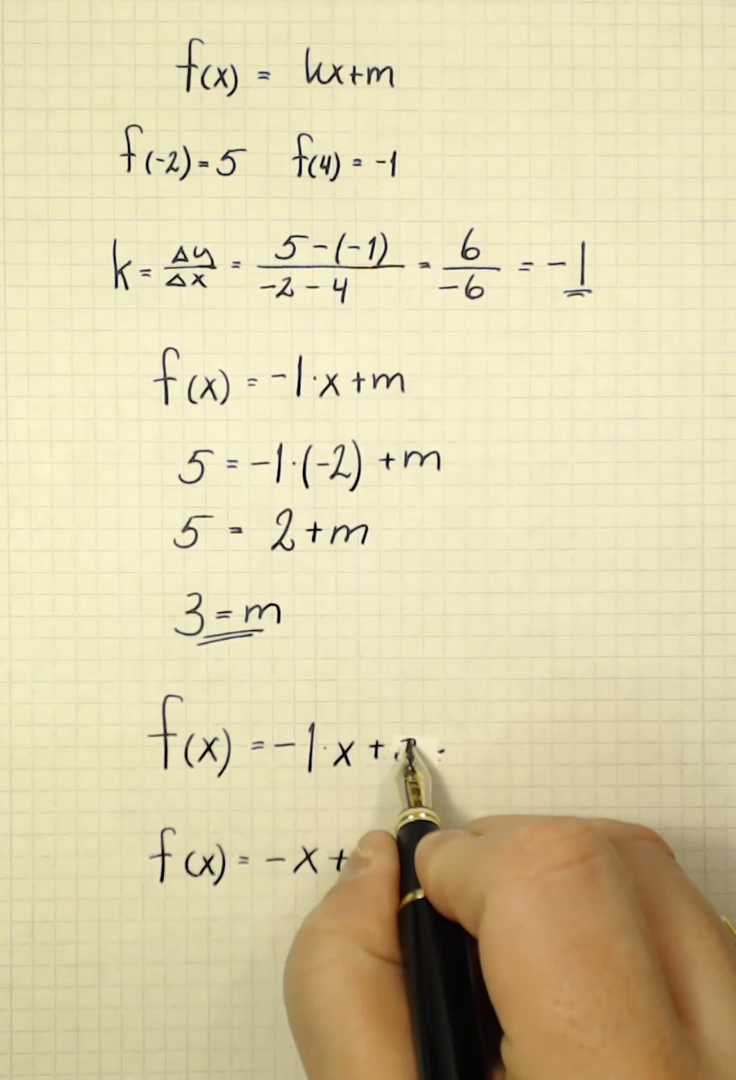 f(x) = kx+m
f(-2) = 5 f(4) = -1
k = Δy/Δx = 5-(-1)/-2-4 = 6/-6 = -1
f(x) = -1·x+m
5 = -1·(-2)+m
5 = 2+m
3 = m
f(x) = -1·x+
f(x) = -x+